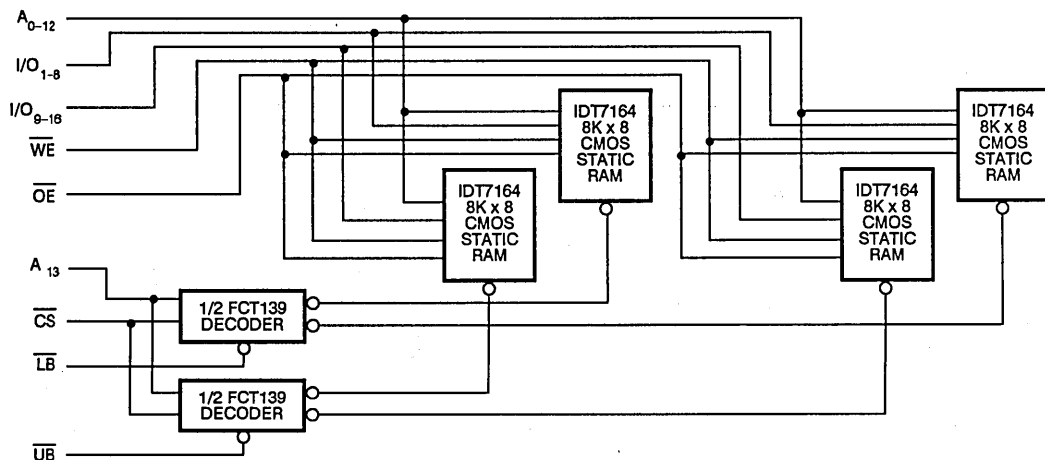 A0–12
I/O1–8
I/O9–16
WE
OE
A 13
CS
LB
UB
IDT7164
8K x 8
CMOS
STATIC
RAM
IDT7164
8K x 8
CMOS
STATIC
RAM
IDT7164
8K x 8
CMOS
STATIC
RAM
IDT7164
8K x 8
CMOS
STATIC
RAM
1/2 FCT139
DECODER
1/2 FCT139
DECODER